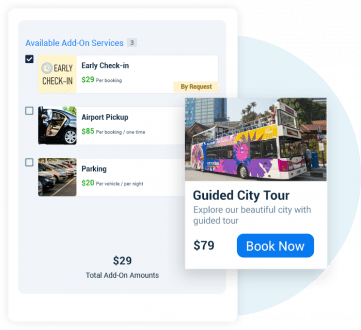 Available Add-On Services 3
EARLY
CHECK-IN
Early Check-in
$29 Per booking
By Request
Airport Pickup
$85 Per booking / one time
Parking
$20 Per vehicle / per night
$29
Total Add-On Amounts
Guided City Tour
Explore our beautiful city with
guided tour
$79 Book Now